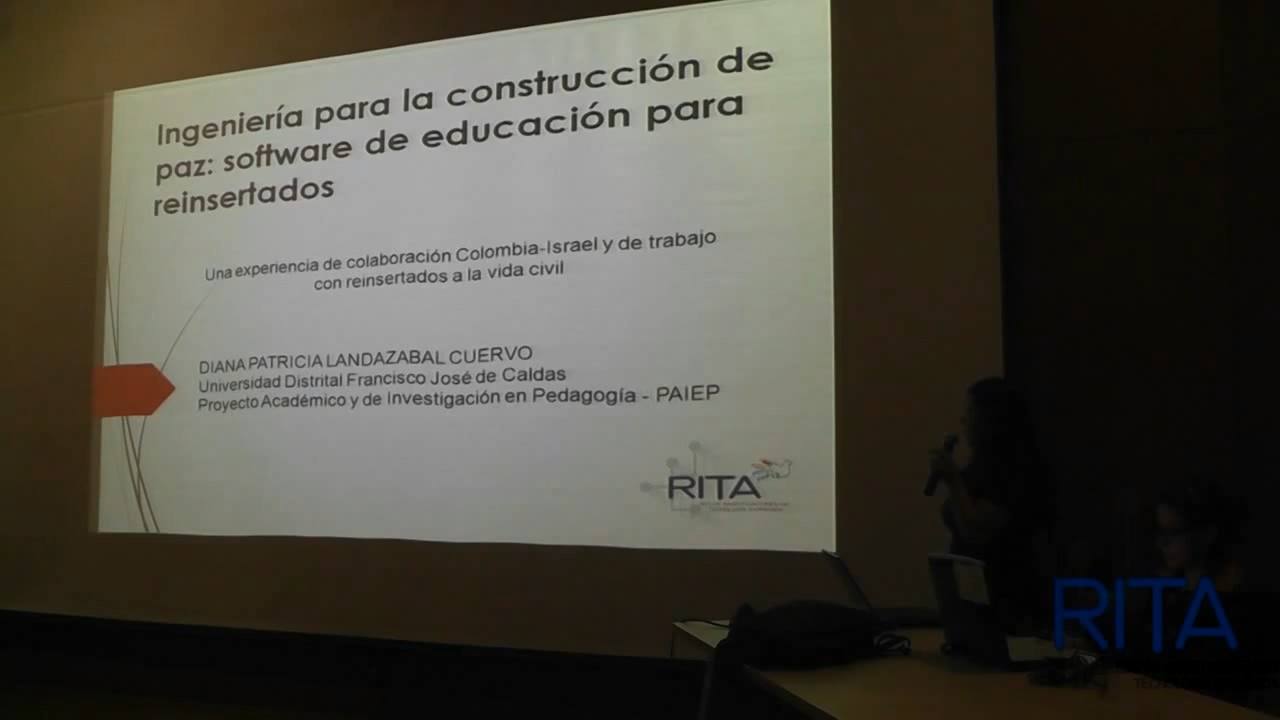 Ingeniería para la construcción de
paz: software de educación para
reinsertados
Una experiencia de colaboración Colombia-Israel y de trabajo
con reinsertados a la vida civil
DIANA PATRICIA LANDAZABAL CUERVO
Universidad Distrital Francisco José de Caldas
Proyecto Académico y de Investigación en Pedagogía - PAIEP
RITA
RITA